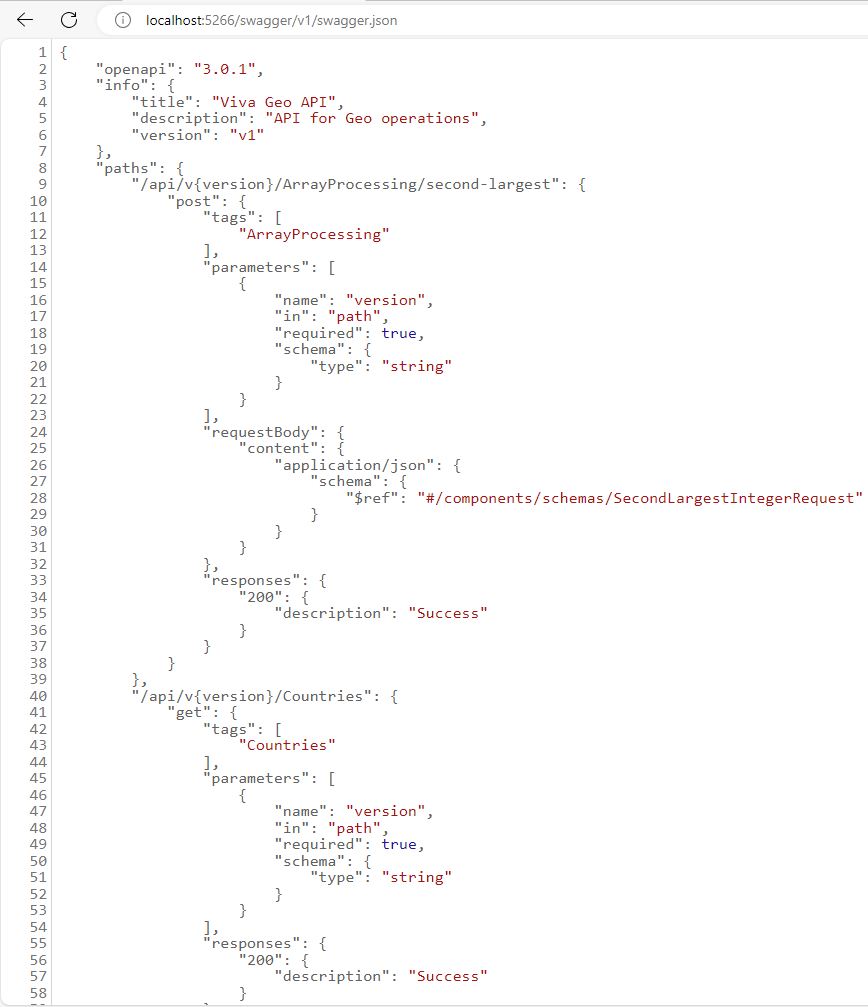 localhost:5266/swagger/v1/swagger.json
1 {
2     "openapi": "3.0.1",
3     "info": {
4         "title": "Viva Geo API",
5         "description": "API for Geo operations",
6         "version": "v1"
7     },
8     "paths": {
9         "/api/v{version}/ArrayProcessing/second-largest": {
10             "post": {
11                 "tags": [
12                     "ArrayProcessing"
13                 ],
14                 "parameters": [
15                     {
16                         "name": "version",
17                         "in": "path",
18                         "required": true,
19                         "schema": {
20                             "type": "string"
21                         }
22                     }
23                 ],
24                 "requestBody": {
25                     "content": {
26                         "application/json": {
27                             "schema": {
28                                 "$ref": "#/components/schemas/SecondLargestIntegerRequest"
29                             }
30                         }
31                     }
32                 },
33                 "responses": {
34                     "200": {
35                         "description": "Success"
36                     }
37                 }
38             }
39         },
40         "/api/v{version}/Countries": {
41             "get": {
42                 "tags": [
43                     "Countries"
44                 ],
45                 "parameters": [
46                     {
47                         "name": "version",
48                         "in": "path",
49                         "required": true,
50                         "schema": {
51                             "type": "string"
52                         }
53                     }
54                 ],
55                 "responses": {
56                     "200": {
57                         "description": "Success"
58                     }